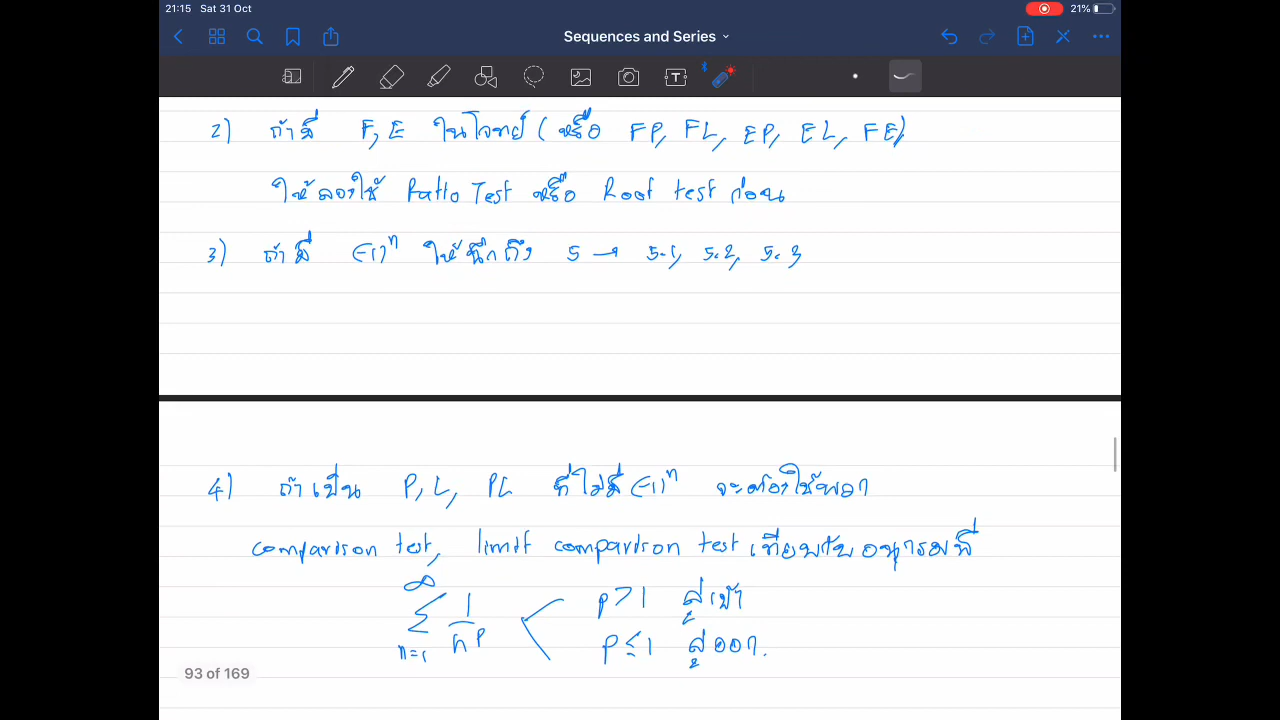 21:15 Sat 31 Oct
21%
Sequences and Series
2) ถ้ามี F, E ในโจทย์ (หรือ FP, FL, EP, EL, FE)
ให้ลองใช้ Ratio Test หรือ Root test ก่อน
3) ถ้ามี (-1)ⁿ ให้นึกถึง 5 → 5.1, 5.2, 5.3
4) ถ้าเป็น P, L, PL ที่ไม่มี (-1)ⁿ จะต้องใช้พวก
comparison test, limit comparison test เทียบกับอนุกรมพี
∞
∑ 1/n^p < p > 1 ลู่เข้า
n=1 p ≤ 1 ลู่ออก.
93 of 169